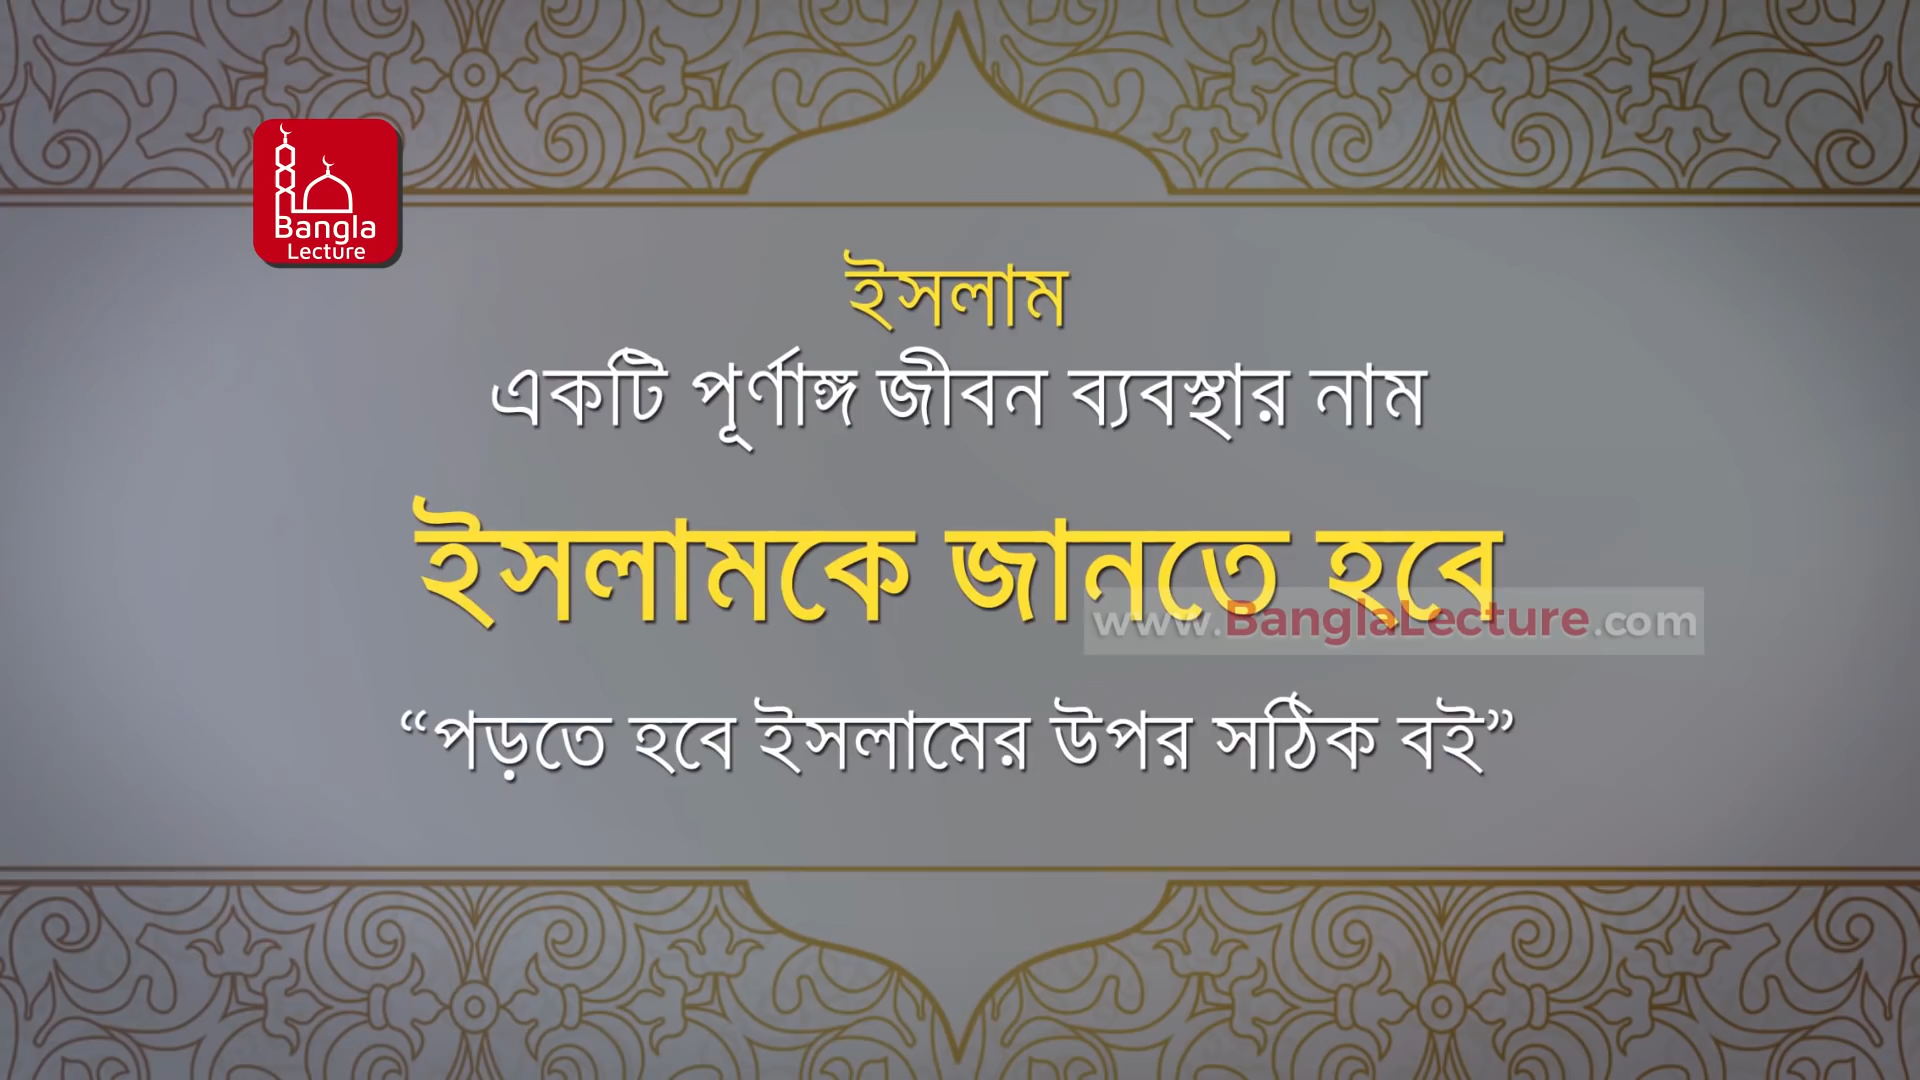 Bangla
Lecture
ইসলাম
একটি পূর্ণাঙ্গ জীবন ব্যবস্থার নাম
ইসলামকে জানতে হবে
www.BanglaLecture.com
“পড়তে হবে ইসলামের উপর সঠিক বই”